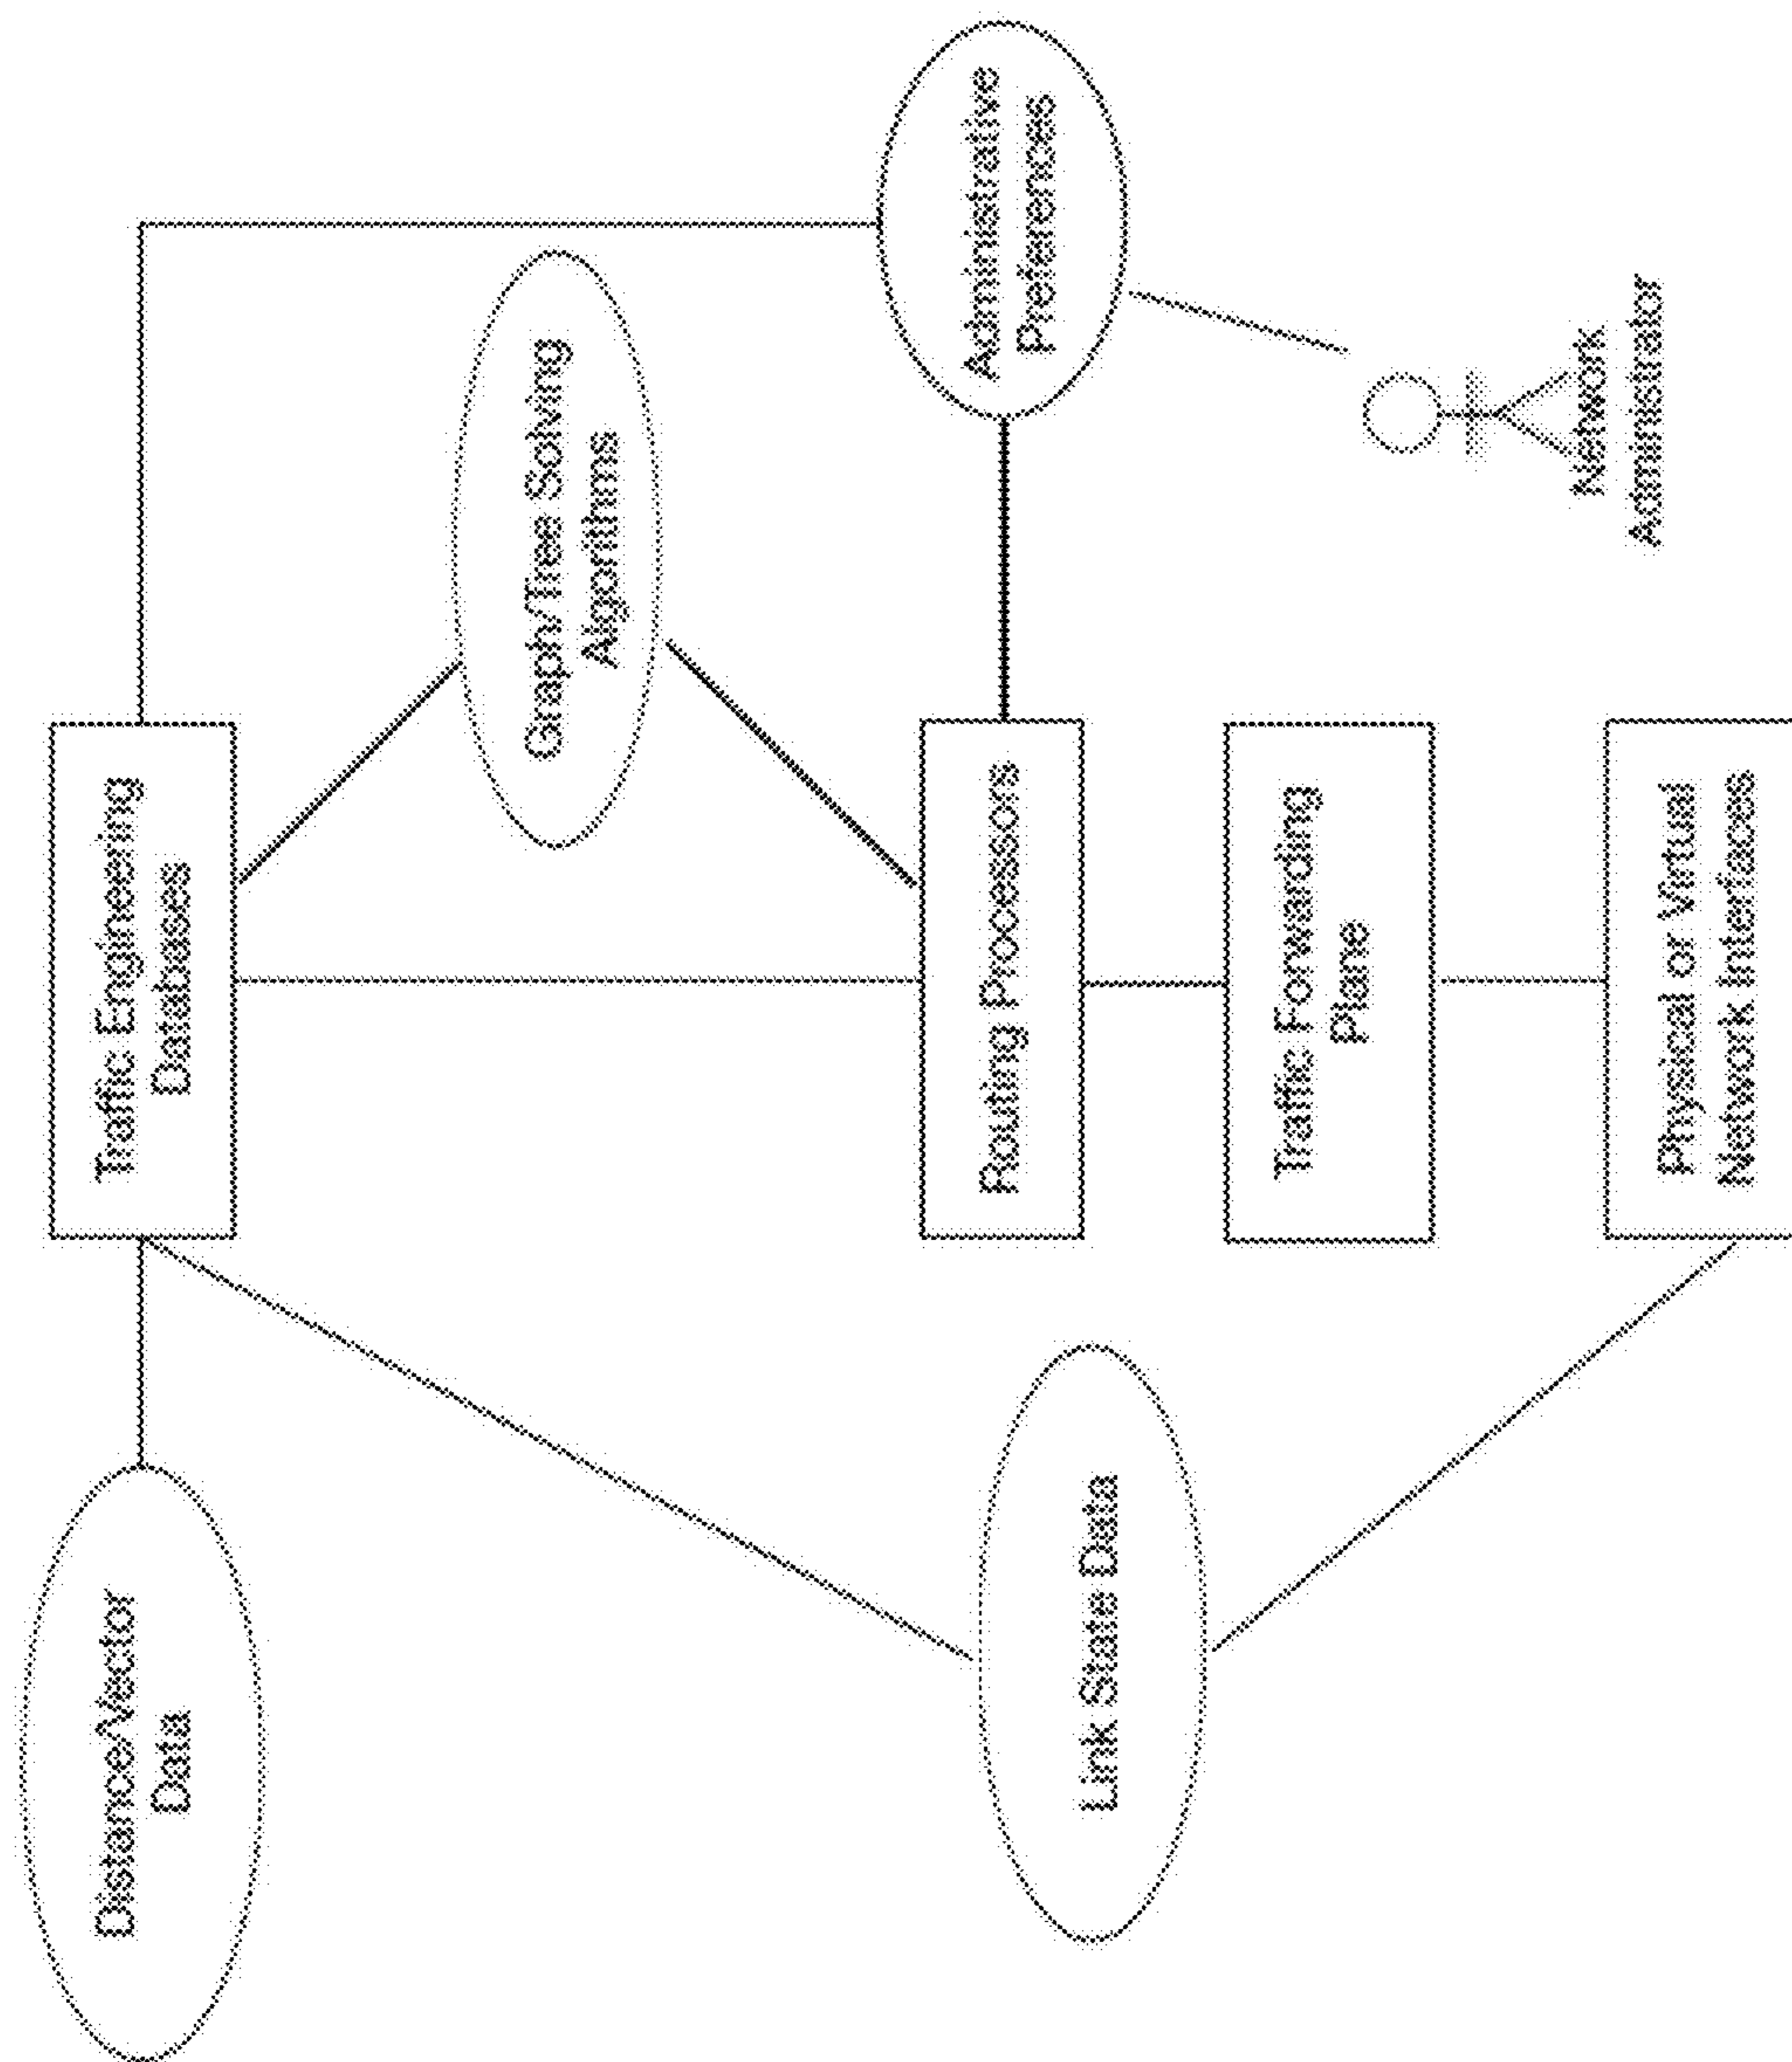 Distance/Vector
Data
Traffic Engineering
Databases
Graph/Tree Solving
Algorithms
Administrative
Preferences
Routing Processors
Link State Data
Traffic Forwarding
Plane
Network
Administrator
Physical or Virtual
Network Interfaces